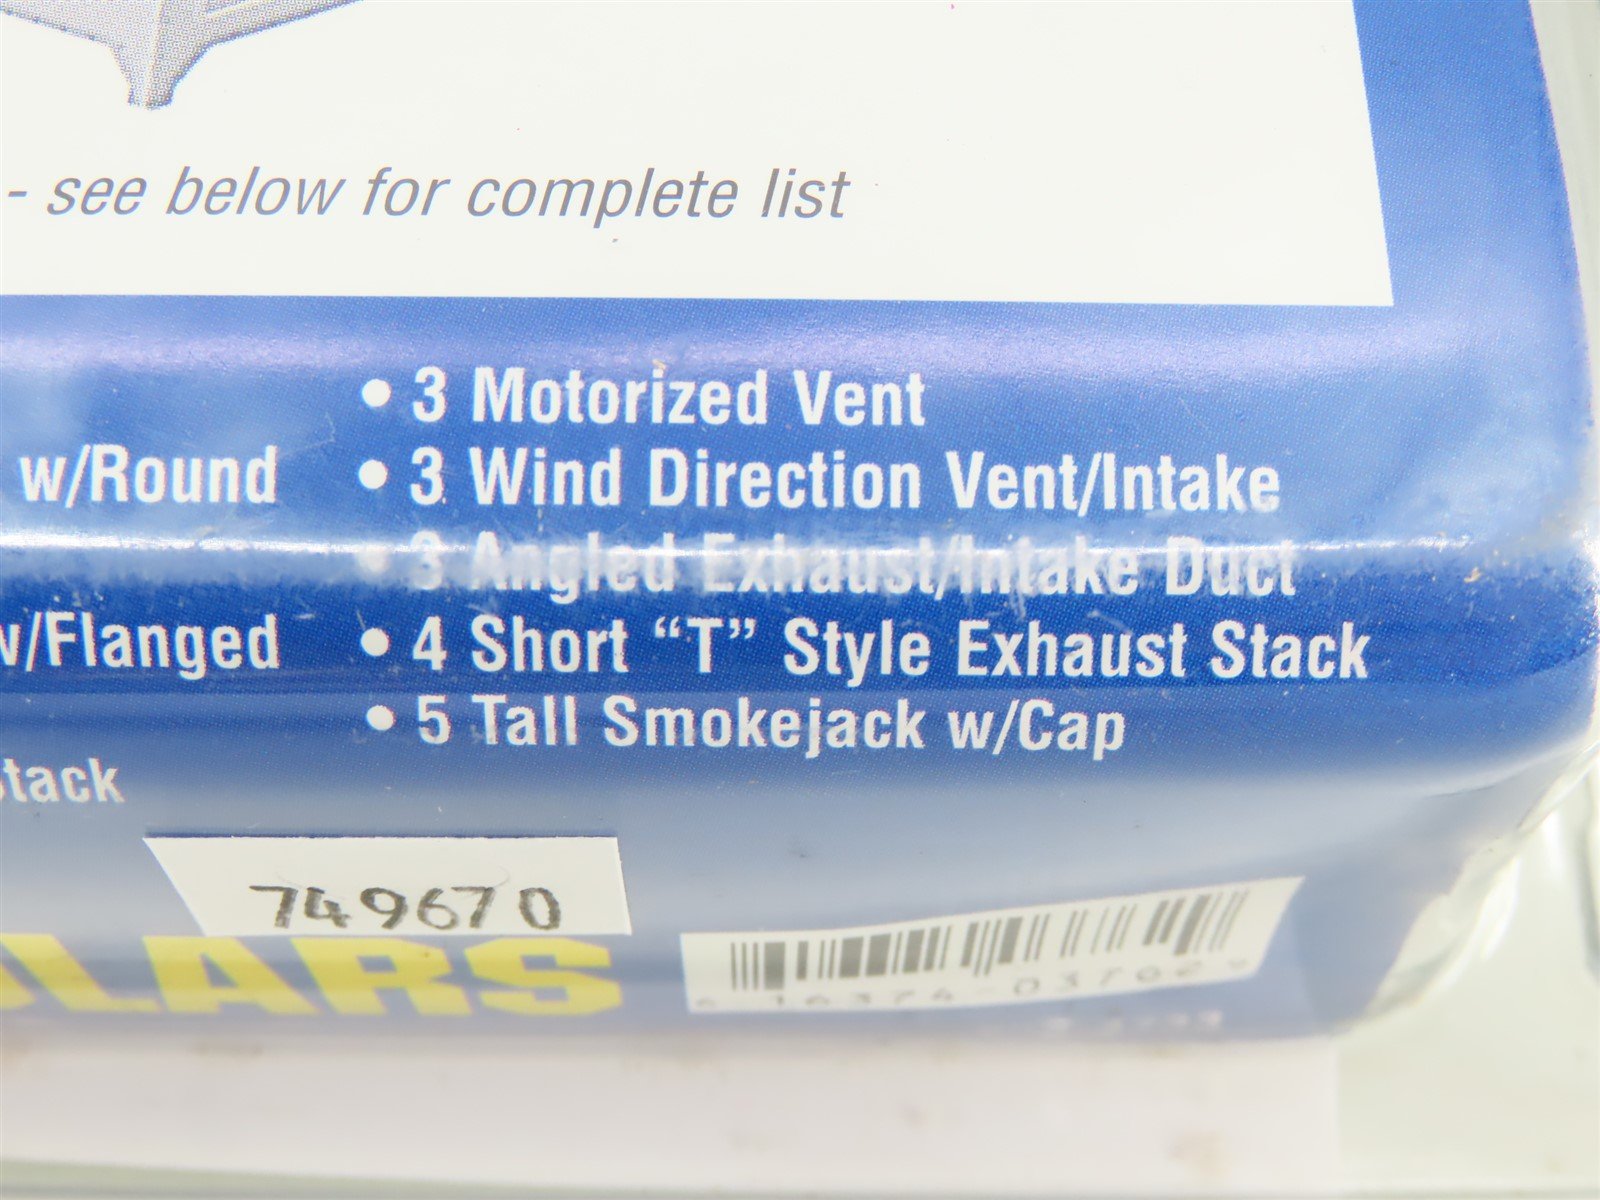 - see below for complete list
• 3 Motorized Vent
w/Round
• 3 Wind Direction Vent/Intake
• 3 Angled Exhaust/Intake Duct
w/Flanged
• 4 Short “T” Style Exhaust Stack
• 5 Tall Smokejack w/Cap
Stack
749670
LARS